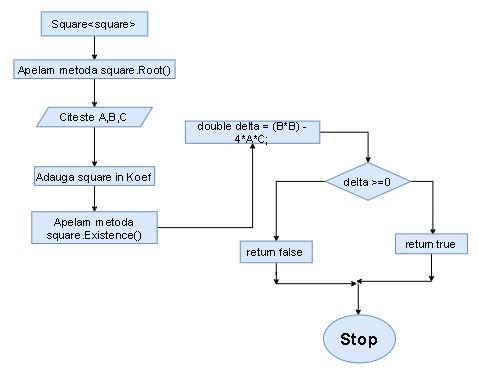 Square<square>
Apelam metoda square.Root()
Citeste A,B,C
Adauga square in Koef
Apelam metoda
square.Existence()
double delta = (B*B) -
4*A*C;
delta >=0
return false
return true
Stop